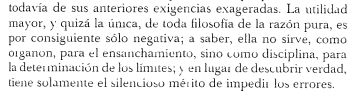 todavía de sus anteriores exigencias exageradas. La utilidad
mayor, y quizá la única, de toda filosofía de la razón pura, es
por consiguiente sólo negativa; a saber, ella no sirve, como
organon, para el ensanchamiento, sino como disciplina, para
la determinación de los límites; y en lugar de descubrir verdad,
tiene solamente el silencioso mérito de impedir los errores.